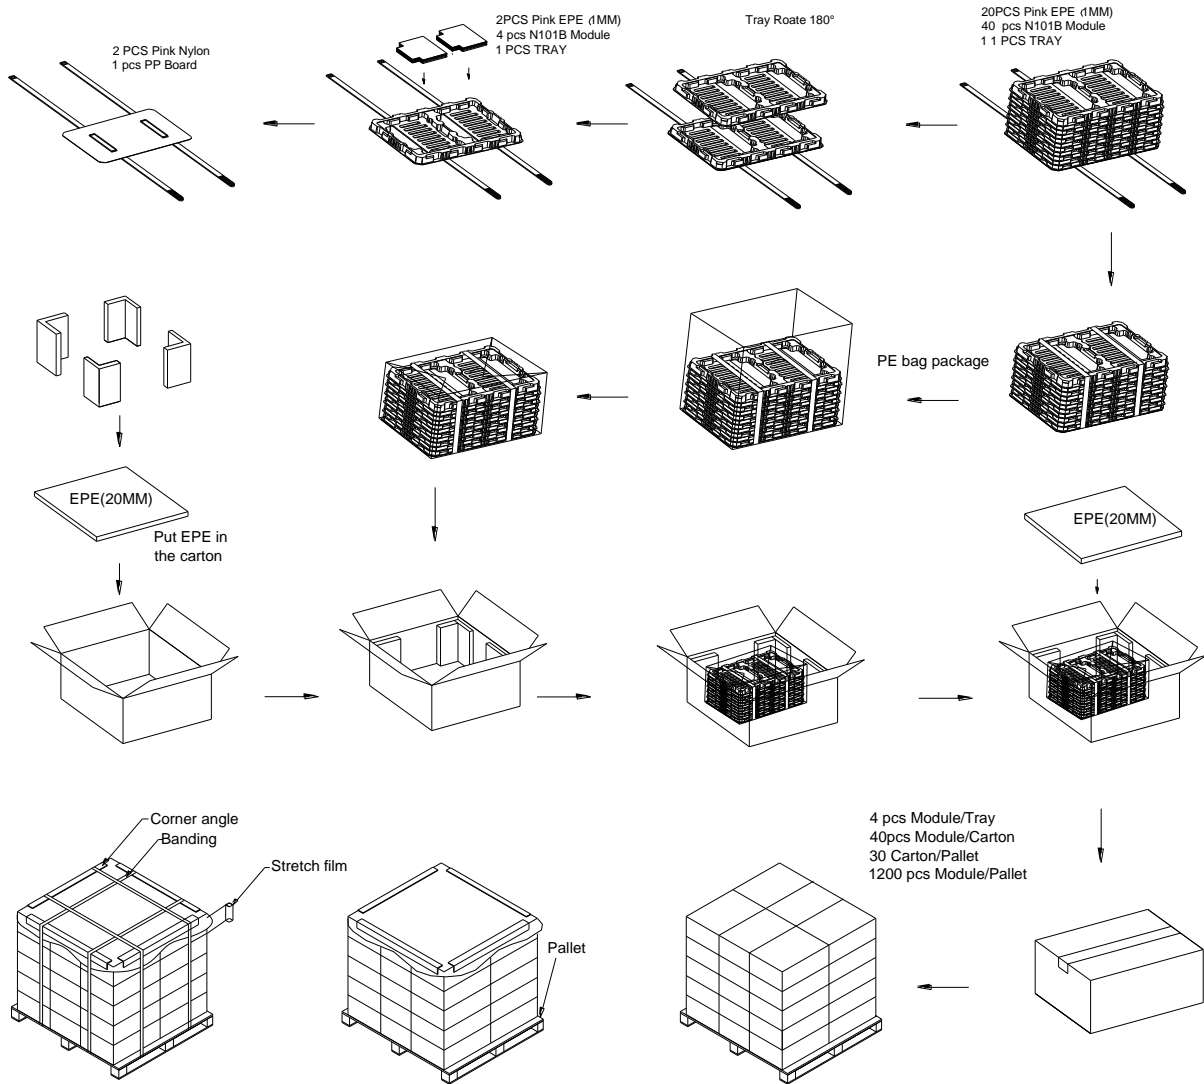 2 PCS Pink Nylon
1 pcs PP Board
2PCS Pink EPE (1MM)
4 pcs N101B Module
1 PCS TRAY
Tray Roate 180°
20PCS Pink EPE (1MM)
40 pcs N101B Module
1 1 PCS TRAY
PE bag package
EPE(20MM)
Put EPE in
the carton
EPE(20MM)
Corner angle
Banding
Stretch film
Pallet
4 pcs Module/Tray
40pcs Module/Carton
30 Carton/Pallet
1200 pcs Module/Pallet